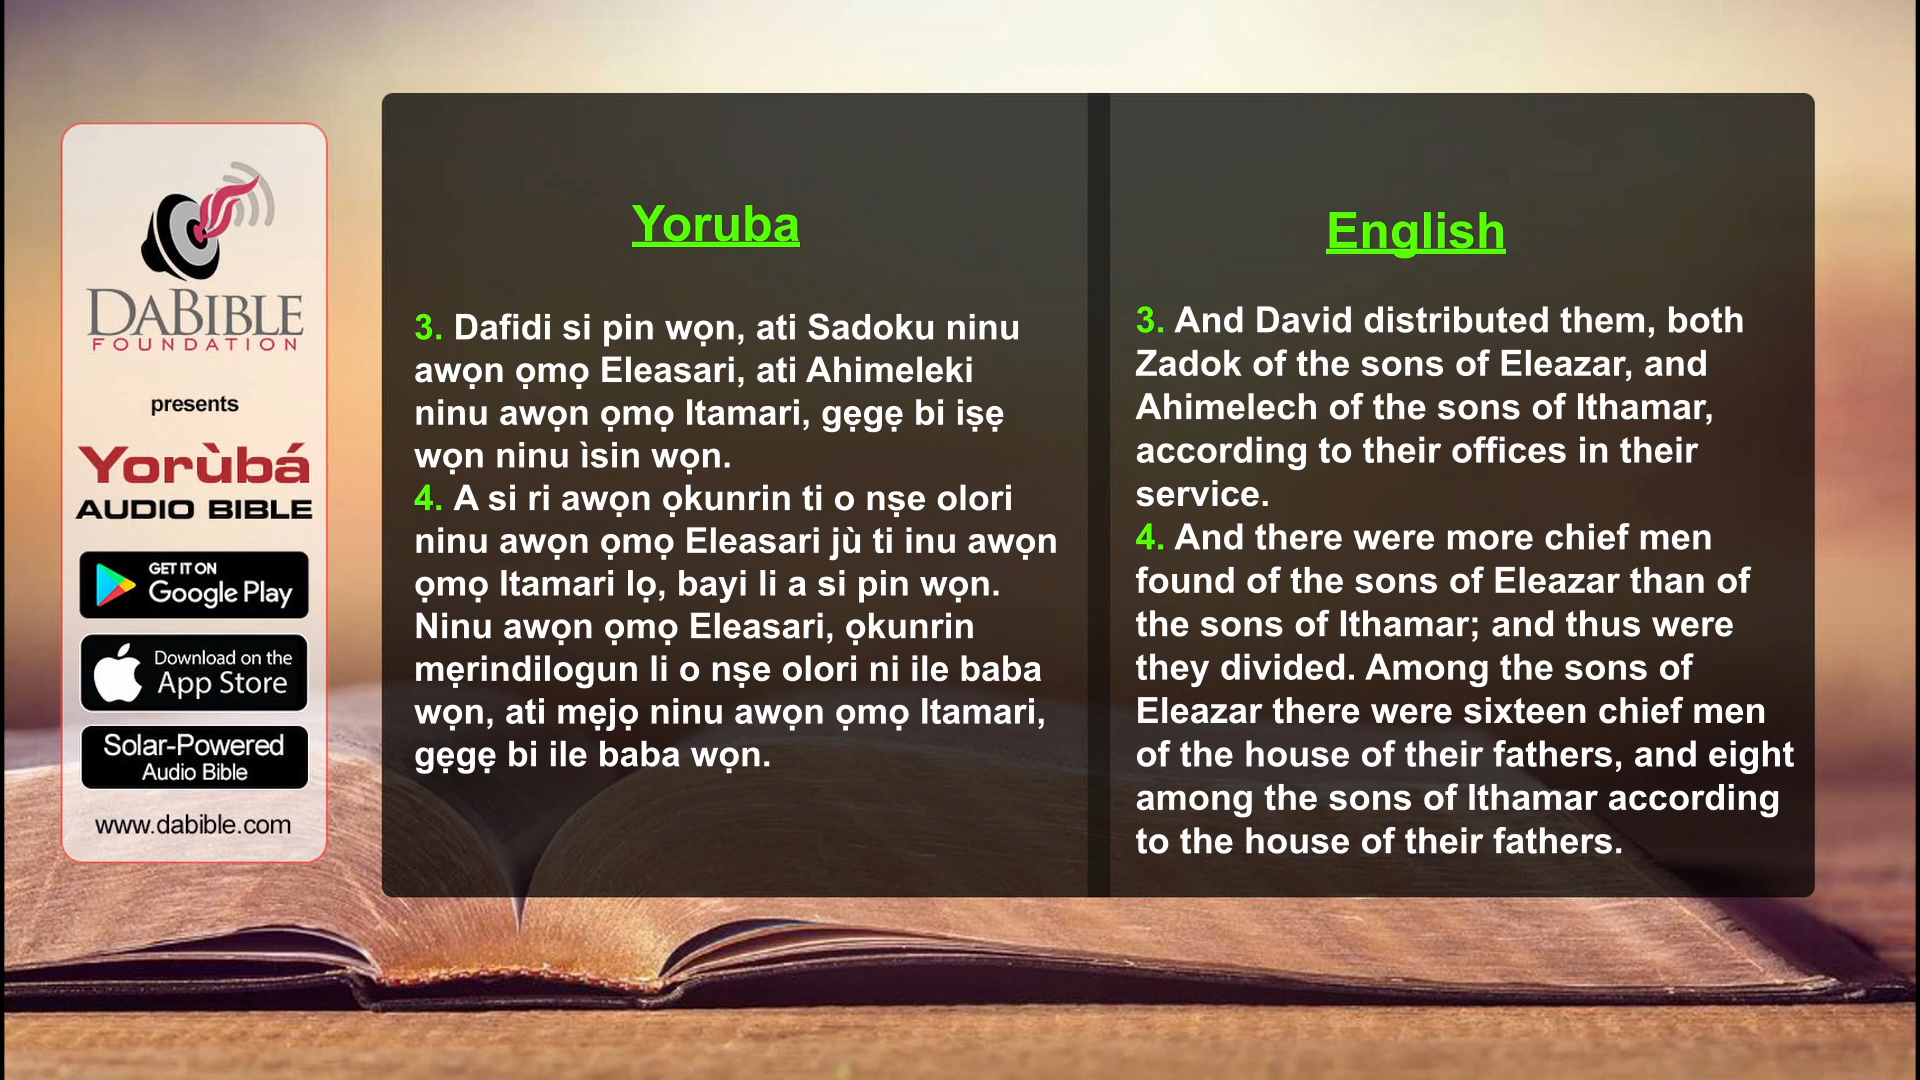 DABIBLE
FOUNDATION
presents
Yorùbá
AUDIO BIBLE
GET IT ON
Google Play
Download on the
App Store
Solar-Powered
Audio Bible
www.dabible.com
Yoruba
3. Dafidi si pin wọn, ati Sadoku ninu
awọn ọmọ Eleasari, ati Ahimeleki
ninu awọn ọmọ Itamari, gẹgẹ bi iṣẹ
wọn ninu ìsin wọn.
4. A si ri awọn ọkunrin ti o nṣe olori
ninu awọn ọmọ Eleasari jù ti inu awọn
ọmọ Itamari lọ, bayi li a si pin wọn.
Ninu awọn ọmọ Eleasari, ọkunrin
mẹrindilogun li o nṣe olori ni ile baba
wọn, ati mẹjọ ninu awọn ọmọ Itamari,
gẹgẹ bi ile baba wọn.
English
3. And David distributed them, both
Zadok of the sons of Eleazar, and
Ahimelech of the sons of Ithamar,
according to their offices in their
service.
4. And there were more chief men
found of the sons of Eleazar than of
the sons of Ithamar; and thus were
they divided. Among the sons of
Eleazar there were sixteen chief men
of the house of their fathers, and eight
among the sons of Ithamar according
to the house of their fathers.